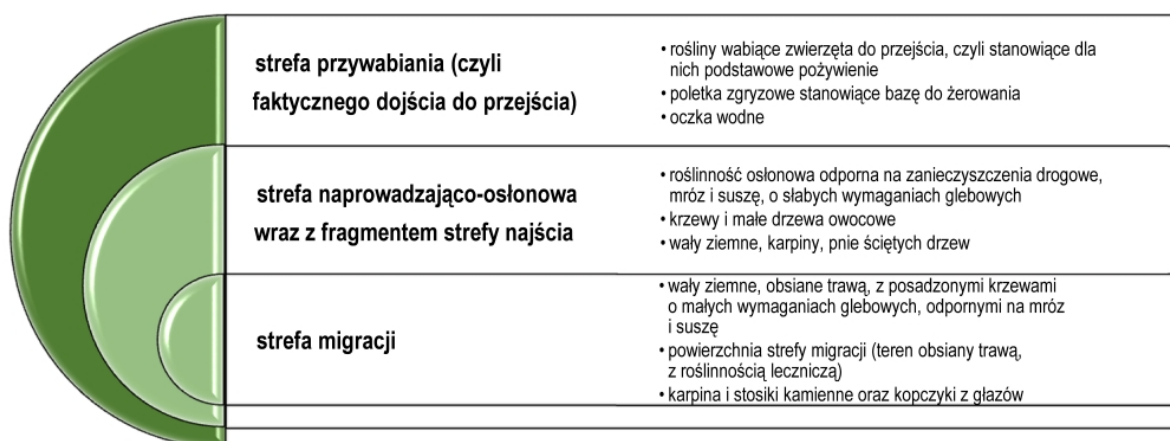 strefa przywabiania (czyli
faktycznego dojścia do przejścia)
• rośliny wabiące zwierzęta do przejścia, czyli stanowiące dla
nich podstawowe pożywienie
• poletka zgryzowe stanowiące bazę do żerowania
• oczka wodne
strefa naprowadzająco-osłonowa
wraz z fragmentem strefy najścia
• roślinność osłonowa odporna na zanieczyszczenia drogowe,
mróz i suszę, o słabych wymaganiach glebowych
• krzewy i małe drzewa owocowe
• wały ziemne, karpiny, pnie ściętych drzew
strefa migracji
• wały ziemne, obsiane trawą, z posadzonymi krzewami
o małych wymaganiach glebowych, odpornymi na mróz
i suszę
• powierzchnia strefy migracji (teren obsiany trawą,
z roślinnością leczniczą)
• karpina i stosiki kamienne oraz kopczyki z głazów